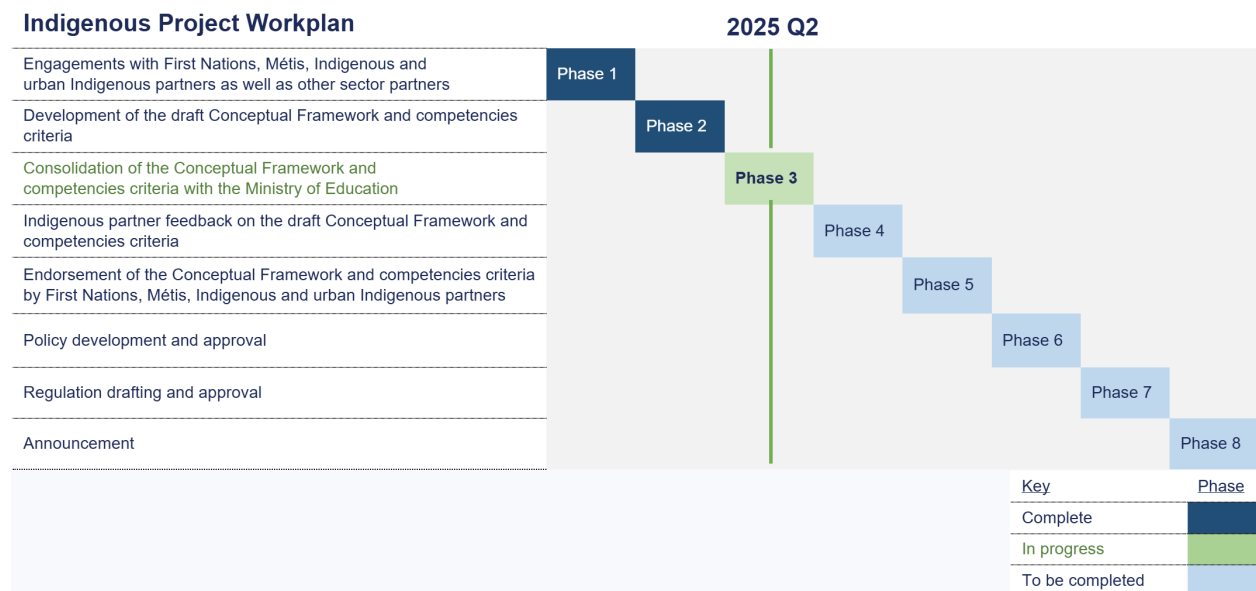 Indigenous Project Workplan
2025 Q2
Engagements with First Nations, Métis, Indigenous and
urban Indigenous partners as well as other sector partners
Phase 1
Development of the draft Conceptual Framework and competencies
criteria
Phase 2
Consolidation of the Conceptual Framework and
competencies criteria with the Ministry of Education
Phase 3
Indigenous partner feedback on the draft Conceptual Framework and
competencies criteria
Phase 4
Endorsement of the Conceptual Framework and competencies criteria
by First Nations, Métis, Indigenous and urban Indigenous partners
Phase 5
Policy development and approval
Phase 6
Regulation drafting and approval
Phase 7
Announcement
Phase 8
Key Phase
Complete
In progress
To be completed